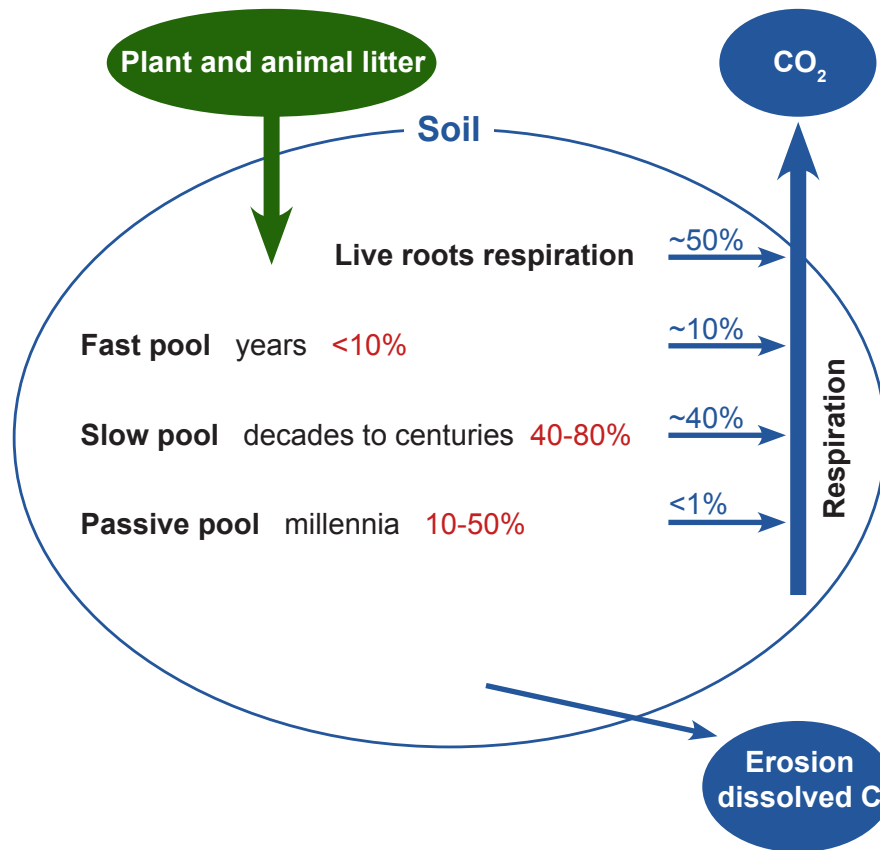 Plant and animal litter
CO₂
Soil
Live roots respiration ~50%
Fast pool years <10% ~10%
Slow pool decades to centuries 40-80% ~40%
Passive pool millennia 10-50% <1%
Respiration
Erosion
dissolved C